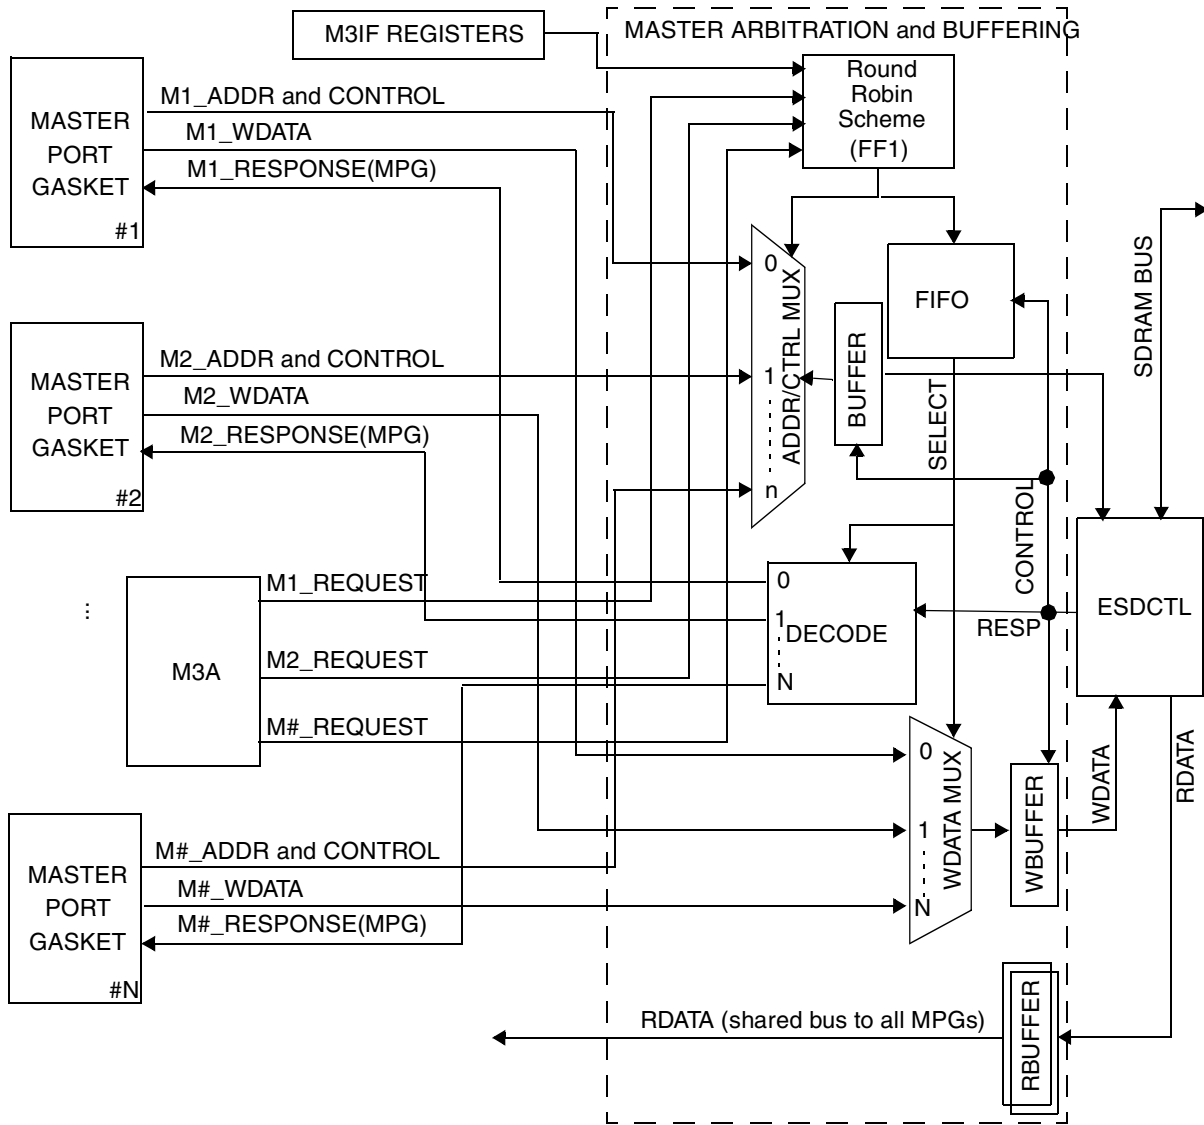 M3IF REGISTERS
MASTER ARBITRATION and BUFFERING
Round
Robin
Scheme
(FF1)
MASTER
PORT
GASKET
#1
M1_ADDR and CONTROL
M1_WDATA
M1_RESPONSE(MPG)
0
1
n
ADDR/CTRL MUX
BUFFER
FIFO
SELECT
CONTROL
SDRAM BUS
MASTER
PORT
GASKET
#2
M2_ADDR and CONTROL
M2_WDATA
M2_RESPONSE(MPG)
...
M3A
M1_REQUEST
M2_REQUEST
M#_REQUEST
0
1
N
DECODE
RESP
ESDCTL
0
1
N
WDATA MUX
WBUFFER
WDATA
RDATA
MASTER
PORT
GASKET
#N
M#_ADDR and CONTROL
M#_WDATA
M#_RESPONSE(MPG)
RDATA (shared bus to all MPGs)
RBUFFER